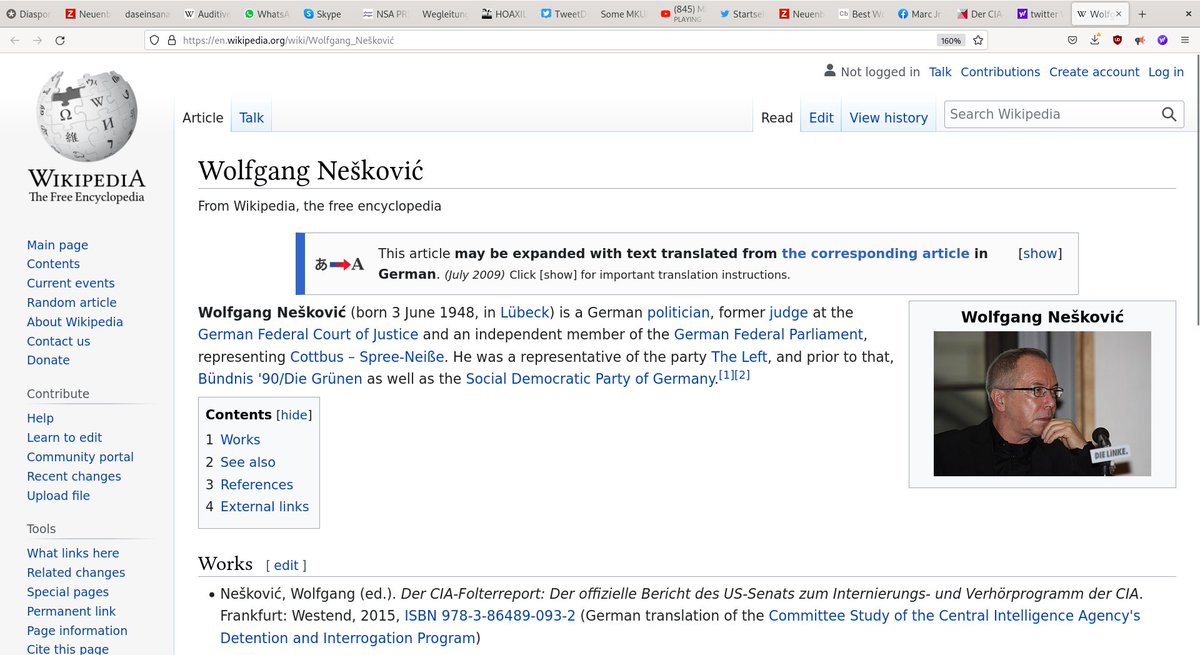 Diaspor
Neuenb
daseinsana
Auditive
WhatsA
Skype
NSA PR
Wegleitung
HOAXIL
TweetD
Some MKU
(845) M
PLAYING
Startsei
Neuenb
Best W
Marc Jr
Der CIA
twitter
Wolfg
https://en.wikipedia.org/wiki/Wolfgang_Nešković
160%
Not logged in Talk Contributions Create account Log in
Article Talk
Read Edit View history
Search Wikipedia
WIKIPEDIA
The Free Encyclopedia
Main page
Contents
Current events
Random article
About Wikipedia
Contact us
Donate
Contribute
Help
Learn to edit
Community portal
Recent changes
Upload file
Tools
What links here
Related changes
Special pages
Permanent link
Page information
Cite this page
Wolfgang Nešković
From Wikipedia, the free encyclopedia
あ A
This article may be expanded with text translated from the corresponding article in
German. (July 2009) Click [show] for important translation instructions.
[show]
Wolfgang Nešković (born 3 June 1948, in Lübeck) is a German politician, former judge at the
German Federal Court of Justice and an independent member of the German Federal Parliament,
representing Cottbus – Spree-Neiße. He was a representative of the party The Left, and prior to that,
Bündnis '90/Die Grünen as well as the Social Democratic Party of Germany.[1][2]
Wolfgang Nešković
DIE LINKE.
Contents [hide]
1 Works
2 See also
3 References
4 External links
Works [ edit ]
• Nešković, Wolfgang (ed.). Der CIA-Folterreport: Der offizielle Bericht des US-Senats zum Internierungs- und Verhörprogramm der CIA.
Frankfurt: Westend, 2015, ISBN 978-3-86489-093-2 (German translation of the Committee Study of the Central Intelligence Agency's
Detention and Interrogation Program)